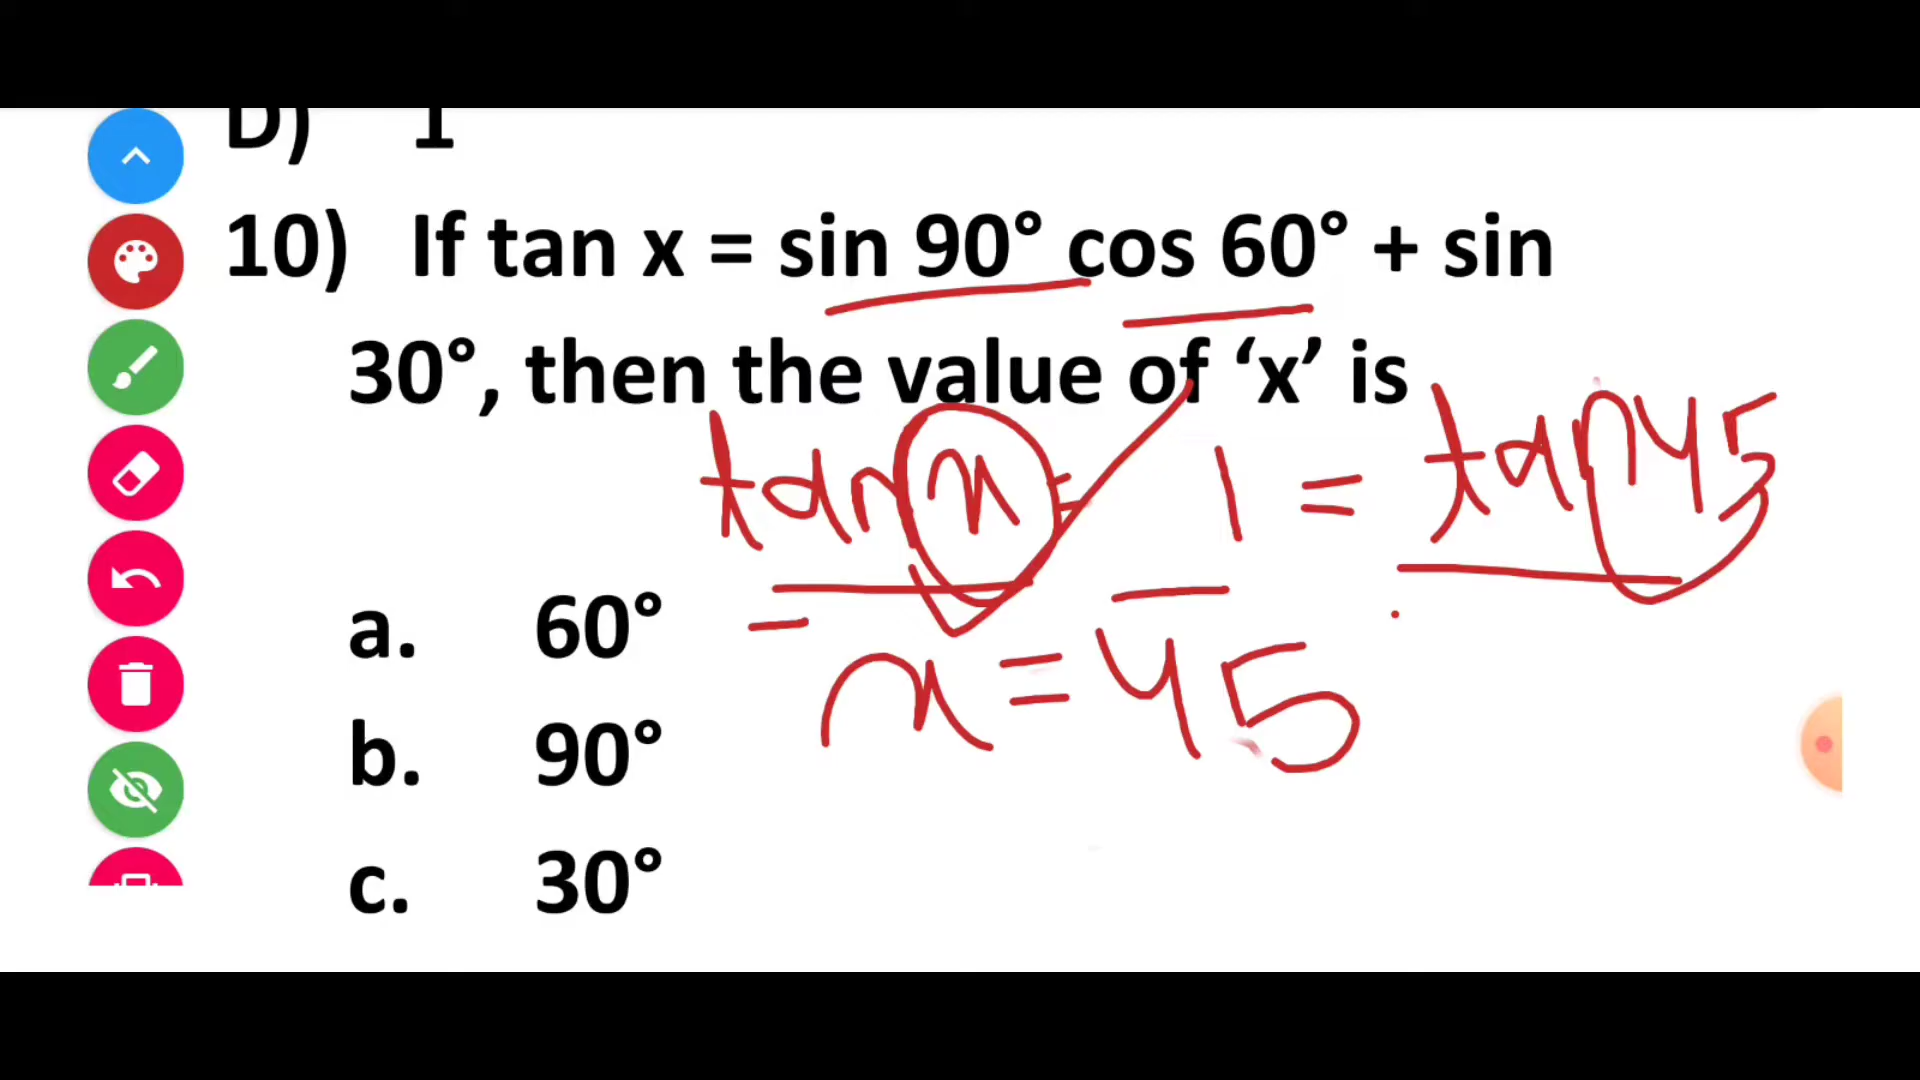 D) 1
10) If tan x = sin 90° cos 60° + sin
30°, then the value of ‘x’ is
tan x = 1 = tan 45
a. 60°
= x = 45
b. 90°
c. 30°